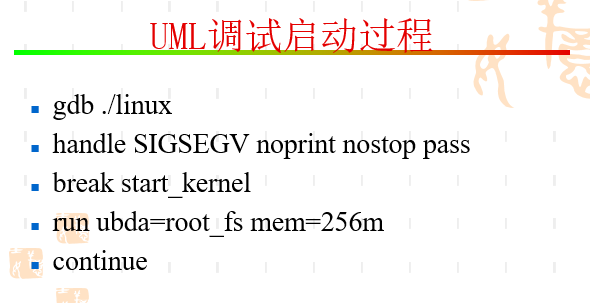 UML调试启动过程
gdb ./linux
handle SIGSEGV noprint nostop pass
break start_kernel
run ubda=root_fs mem=256m
continue